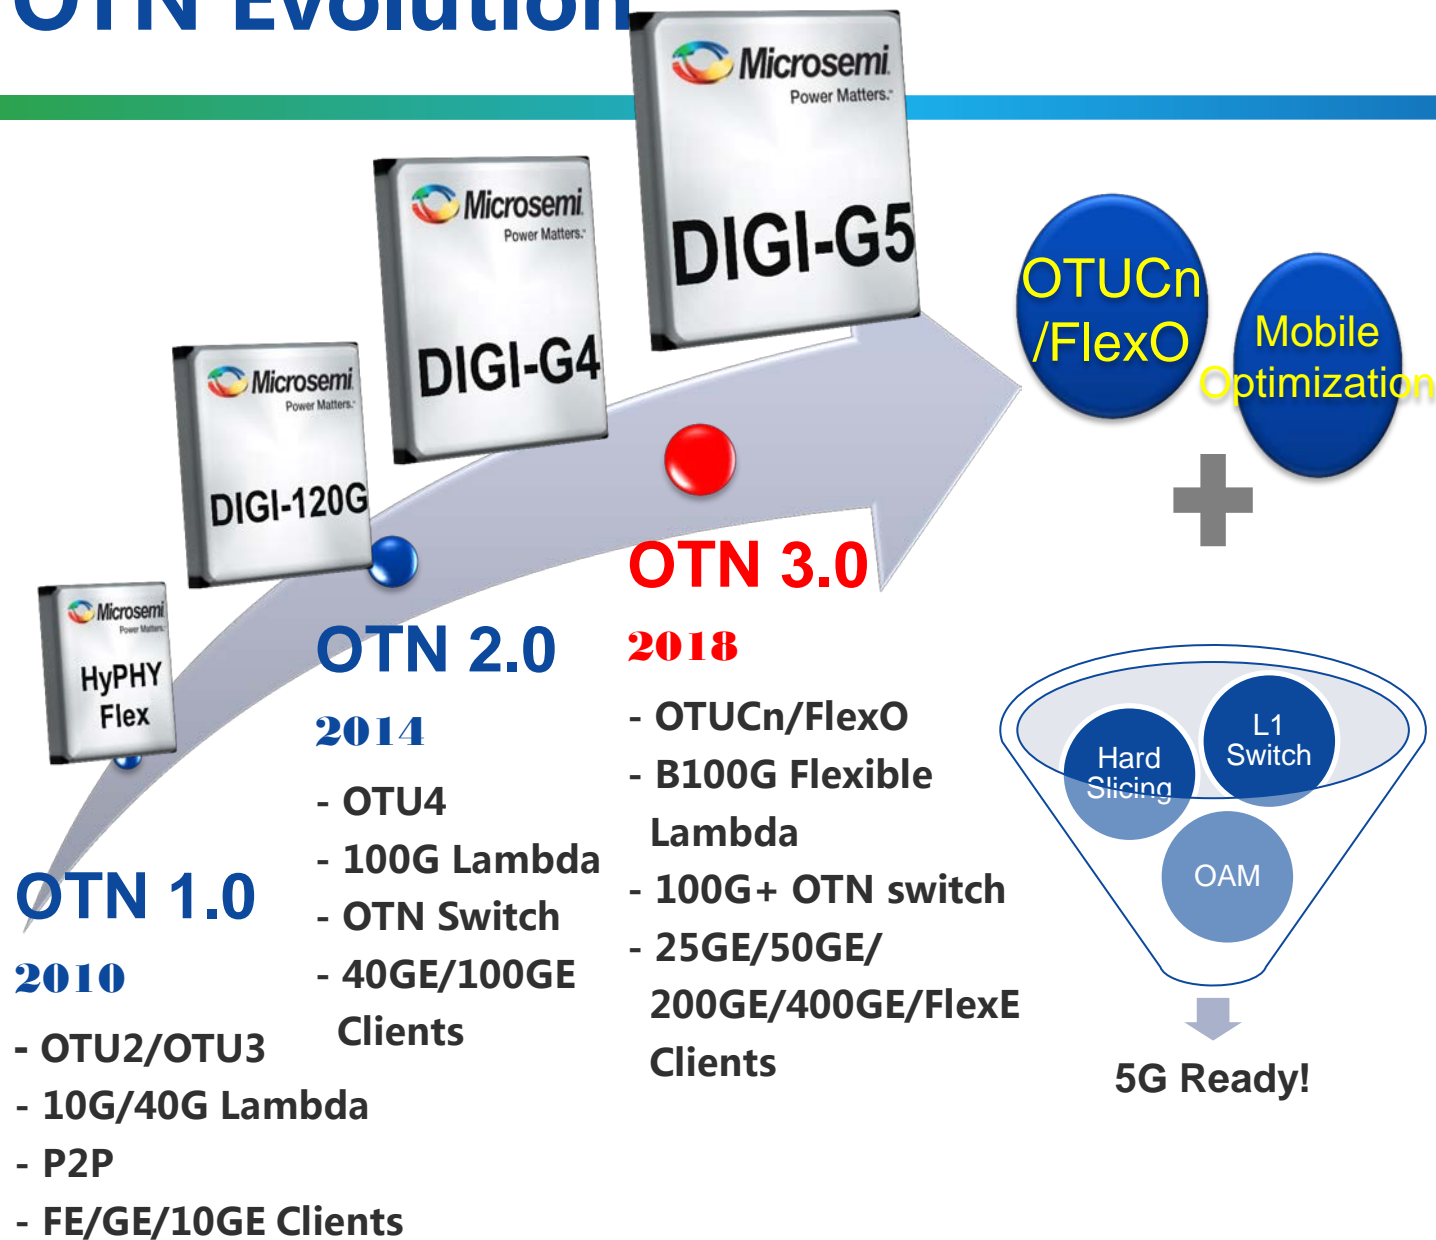 OTN Evolution
Microsemi
Power Matters.™
DIGI-G5
Microsemi
Power Matters.™
DIGI-G4
Microsemi
Power Matters.™
DIGI-120G
Microsemi
Power Matters.™
HyPHY
Flex
OTN 1.0
2010
- OTU2/OTU3
- 10G/40G Lambda
- P2P
- FE/GE/10GE Clients
OTN 2.0
2014
- OTU4
- 100G Lambda
- OTN Switch
- 40GE/100GE
Clients
OTN 3.0
2018
- OTUCn/FlexO
- B100G Flexible
Lambda
- 100G+ OTN switch
- 25GE/50GE/
200GE/400GE/FlexE
Clients
OTUCn
/FlexO
Mobile
Optimization
Hard
Slicing
L1
Switch
OAM
5G Ready!